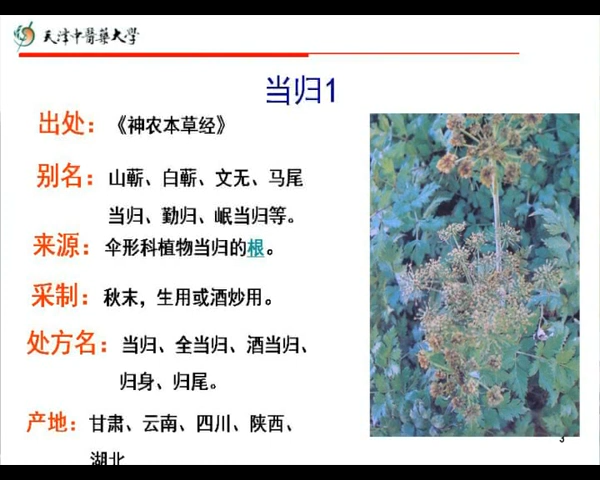 天津中醫藥大學
当归1
出处：《神农本草经》
别名：山蕲、白蕲、文无、马尾
当归、勤归、岷当归等。
来源：伞形科植物当归的根。
采制：秋末，生用或酒炒用。
处方名：当归、全当归、酒当归、
归身、归尾。
产地：甘肃、云南、四川、陕西、
湖北
3